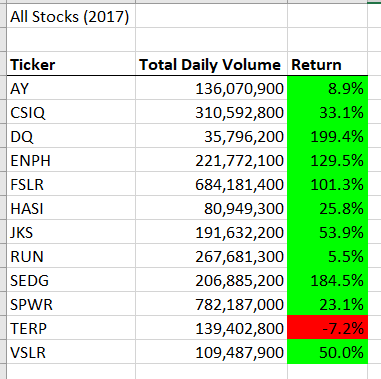 All Stocks (2017)
Ticker Total Daily Volume Return
AY 136,070,900 8.9%
CSIQ 310,592,800 33.1%
DQ 35,796,200 199.4%
ENPH 221,772,100 129.5%
FSLR 684,181,400 101.3%
HASI 80,949,300 25.8%
JKS 191,632,200 53.9%
RUN 267,681,300 5.5%
SEDG 206,885,200 184.5%
SPWR 782,187,000 23.1%
TERP 139,402,800 -7.2%
VSLR 109,487,900 50.0%